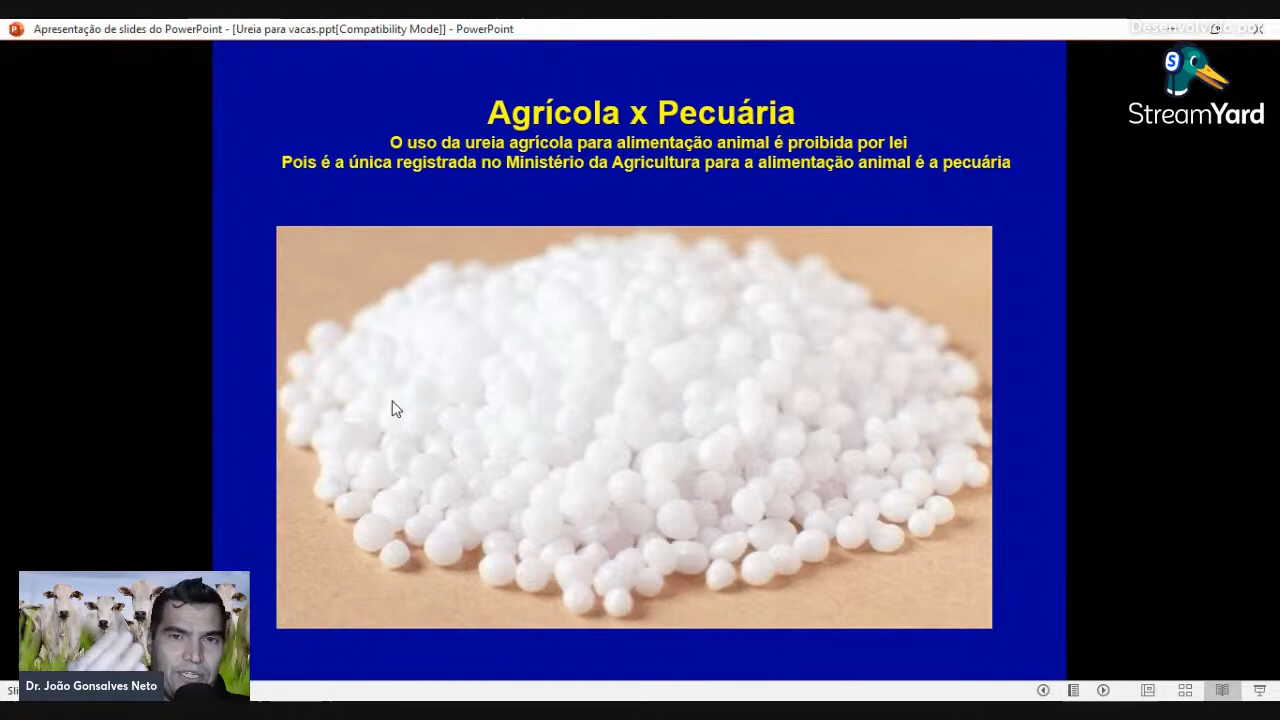 Apresentação de slides do PowerPoint - [Ureia para vacas.ppt[Compatibility Mode]] - PowerPoint
Desenvolvido por
StreamYard
Agrícola x Pecuária
O uso da ureia agrícola para alimentação animal é proibida por lei
Pois é a única registrada no Ministério da Agricultura para a alimentação animal é a pecuária
Dr. João Gonsalves Neto